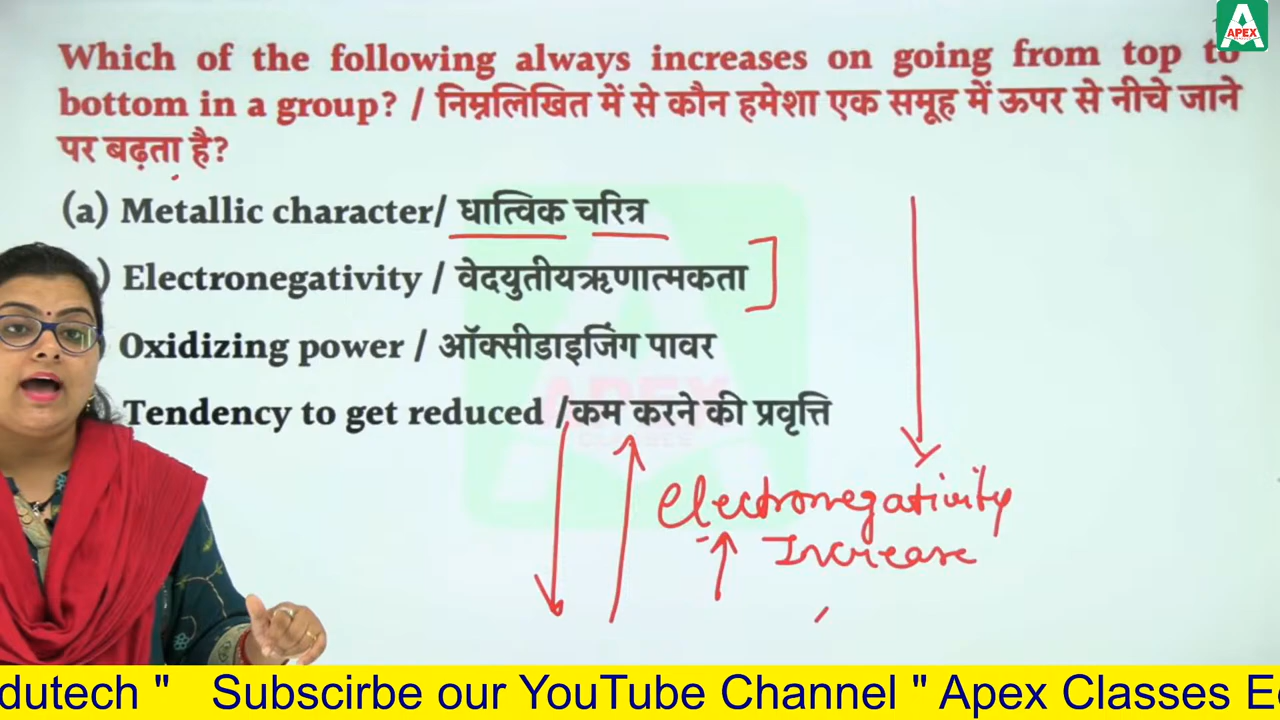 APEX
Which of the following always increases on going from top to
bottom in a group? / निम्नलिखित में से कौन हमेशा एक समूह में ऊपर से नीचे जाने
पर बढ़ता है?
(a) Metallic character/ धात्विक चरित्र
) Electronegativity / वेदयुतीयऋणात्मकता
Oxidizing power / ऑक्सीडाइजिंग पावर
Tendency to get reduced /कम करने की प्रवृत्ति
APEX
CLASSES
Electronegativity
Increase
dutech " Subscirbe our YouTube Channel " Apex Classes E